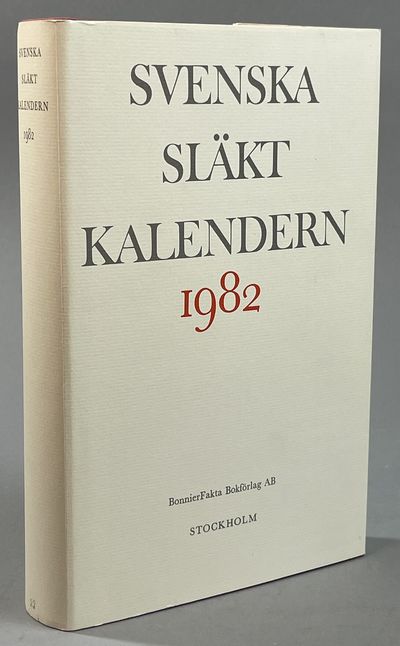 SVENSKA
SLÄKT
KALENDERN
1982
SVENSKA
SLÄKT
KALENDERN
1982
BonnierFakta Bokförlag AB
STOCKHOLM